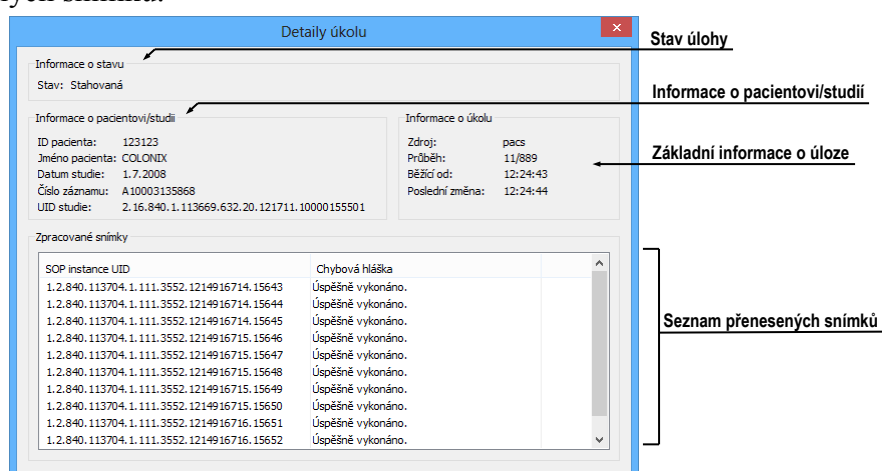 Detaily úkolu
Stav úlohy
Informace o stavu
Stav: Stahovaná
Informace o pacientovi/studií
Informace o pacientovi/studii
ID pacienta: 123123
Jméno pacienta: COLONIX
Datum studie: 1.7.2008
Číslo záznamu: A10003135868
UID studie: 2.16.840.1.113669.632.20.121711.10000155501
Informace o úkolu
Zdroj: pacs
Průběh: 11/889
Běžící od: 12:24:43
Poslední změna: 12:24:44
Základní informace o úloze
Zpracované snímky
SOP instance UID Chybová hláška
1.2.840.113704.1.111.3552.1214916714.15643 Úspěšně vykonáno.
1.2.840.113704.1.111.3552.1214916714.15644 Úspěšně vykonáno.
1.2.840.113704.1.111.3552.1214916714.15645 Úspěšně vykonáno.
1.2.840.113704.1.111.3552.1214916715.15646 Úspěšně vykonáno.
1.2.840.113704.1.111.3552.1214916715.15647 Úspěšně vykonáno.
1.2.840.113704.1.111.3552.1214916715.15648 Úspěšně vykonáno.
1.2.840.113704.1.111.3552.1214916715.15649 Úspěšně vykonáno.
1.2.840.113704.1.111.3552.1214916715.15650 Úspěšně vykonáno.
1.2.840.113704.1.111.3552.1214916716.15651 Úspěšně vykonáno.
1.2.840.113704.1.111.3552.1214916716.15652 Úspěšně vykonáno.
Seznam přenesených snímků